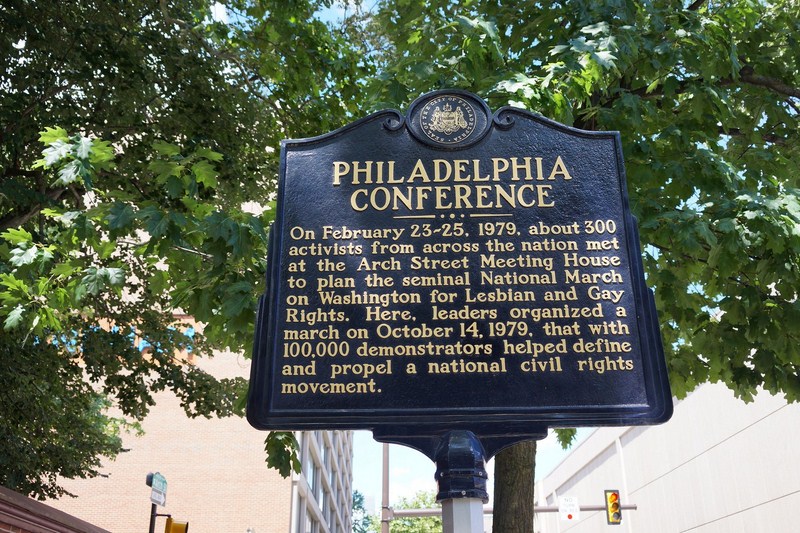 PHILADELPHIA
CONFERENCE
On February 23-25, 1979, about 300
activists from across the nation met
at the Arch Street Meeting House
to plan the seminal National March
on Washington for Lesbian and Gay
Rights. Here, leaders organized a
march on October 14, 1979, that with
100,000 demonstrators helped define
and propel a national civil rights
movement.